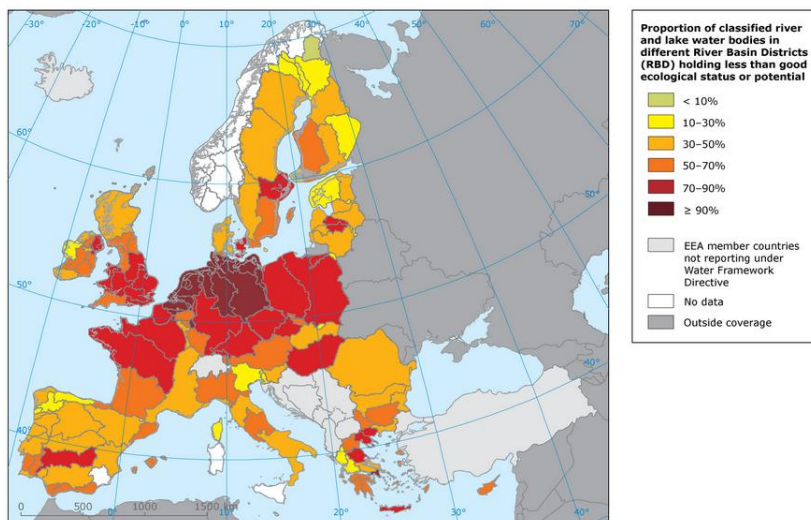 -30° -20° -10° 0° 10° 20° 30° 40° 50° 60°
60°
50°
40°
50°
40°
0 500 1000 1500 km
0° 10° 20° 30° 40°
Proportion of classified river
and lake water bodies in
different River Basin Districts
(RBD) holding less than good
ecological status or potential
< 10%
10–30%
30–50%
50–70%
70–90%
≥ 90%
EEA member countries
not reporting under
Water Framework
Directive
No data
Outside coverage